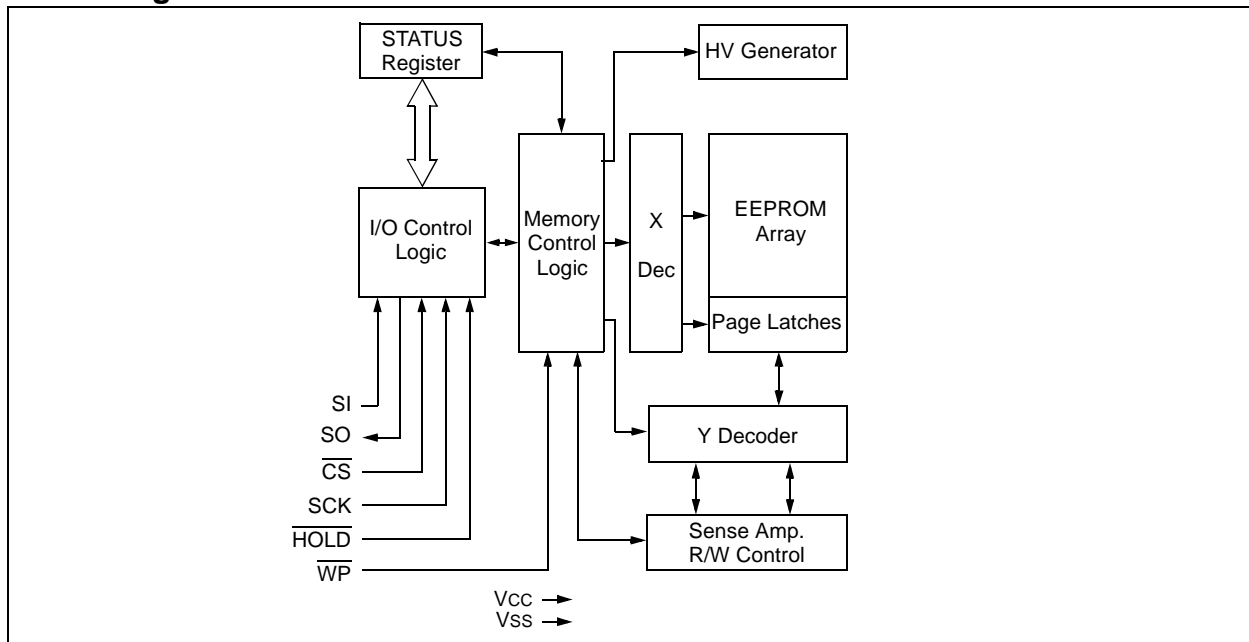 STATUS
Register
HV Generator
I/O Control
Logic
Memory
Control
Logic
X
Dec
EEPROM
Array
Page Latches
SI
SO
CS
SCK
HOLD
WP
Y Decoder
Sense Amp.
R/W Control
VCC
VSS